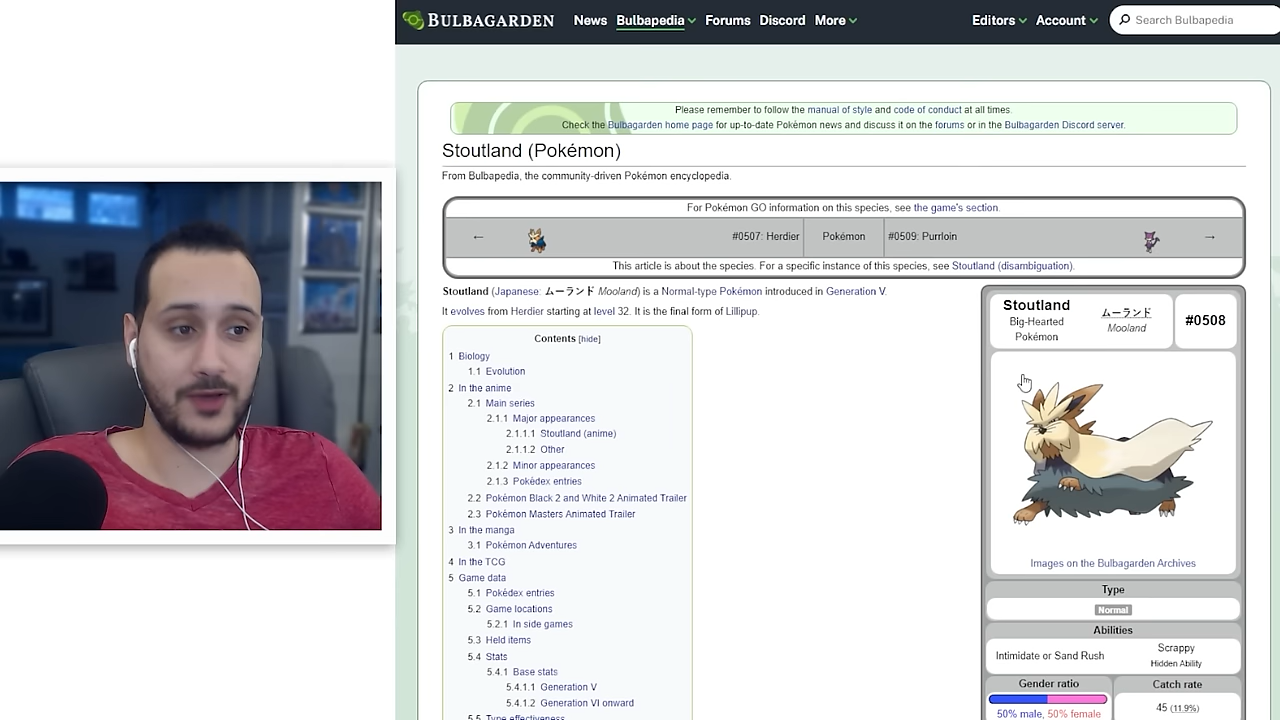 BULBAGARDEN News Bulbapedia Forums Discord More Editors Account Search Bulbapedia
Please remember to follow the manual of style and code of conduct at all times.
Check the Bulbagarden home page for up-to-date Pokémon news and discuss it on the forums or in the Bulbagarden Discord server.
Stoutland (Pokémon)
From Bulbapedia, the community-driven Pokémon encyclopedia.
For Pokémon GO information on this species, see the game's section.
← #0507: Herdier Pokémon #0509: Purrloin →
This article is about the species. For a specific instance of this species, see Stoutland (disambiguation).
Stoutland (Japanese: ムーランド Mooland) is a Normal-type Pokémon introduced in Generation V.
It evolves from Herdier starting at level 32. It is the final form of Lillipup.
Contents [hide]
1 Biology
1.1 Evolution
2 In the anime
2.1 Main series
2.1.1 Major appearances
2.1.1.1 Stoutland (anime)
2.1.1.2 Other
2.1.2 Minor appearances
2.1.3 Pokédex entries
2.2 Pokémon Black 2 and White 2 Animated Trailer
2.3 Pokémon Masters Animated Trailer
3 In the manga
3.1 Pokémon Adventures
4 In the TCG
5 Game data
5.1 Pokédex entries
5.2 Game locations
5.2.1 In side games
5.3 Held items
5.4 Stats
5.4.1 Base stats
5.4.1.1 Generation V
5.4.1.2 Generation VI onward
5.5 Type effectiveness
Stoutland
Big-Hearted
Pokémon
ムーランド
Mooland
#0508
Images on the Bulbagarden Archives
Type
Normal
Abilities
Intimidate or Sand Rush
Scrappy
Hidden Ability
Gender ratio
50% male, 50% female
Catch rate
45 (11.9%)